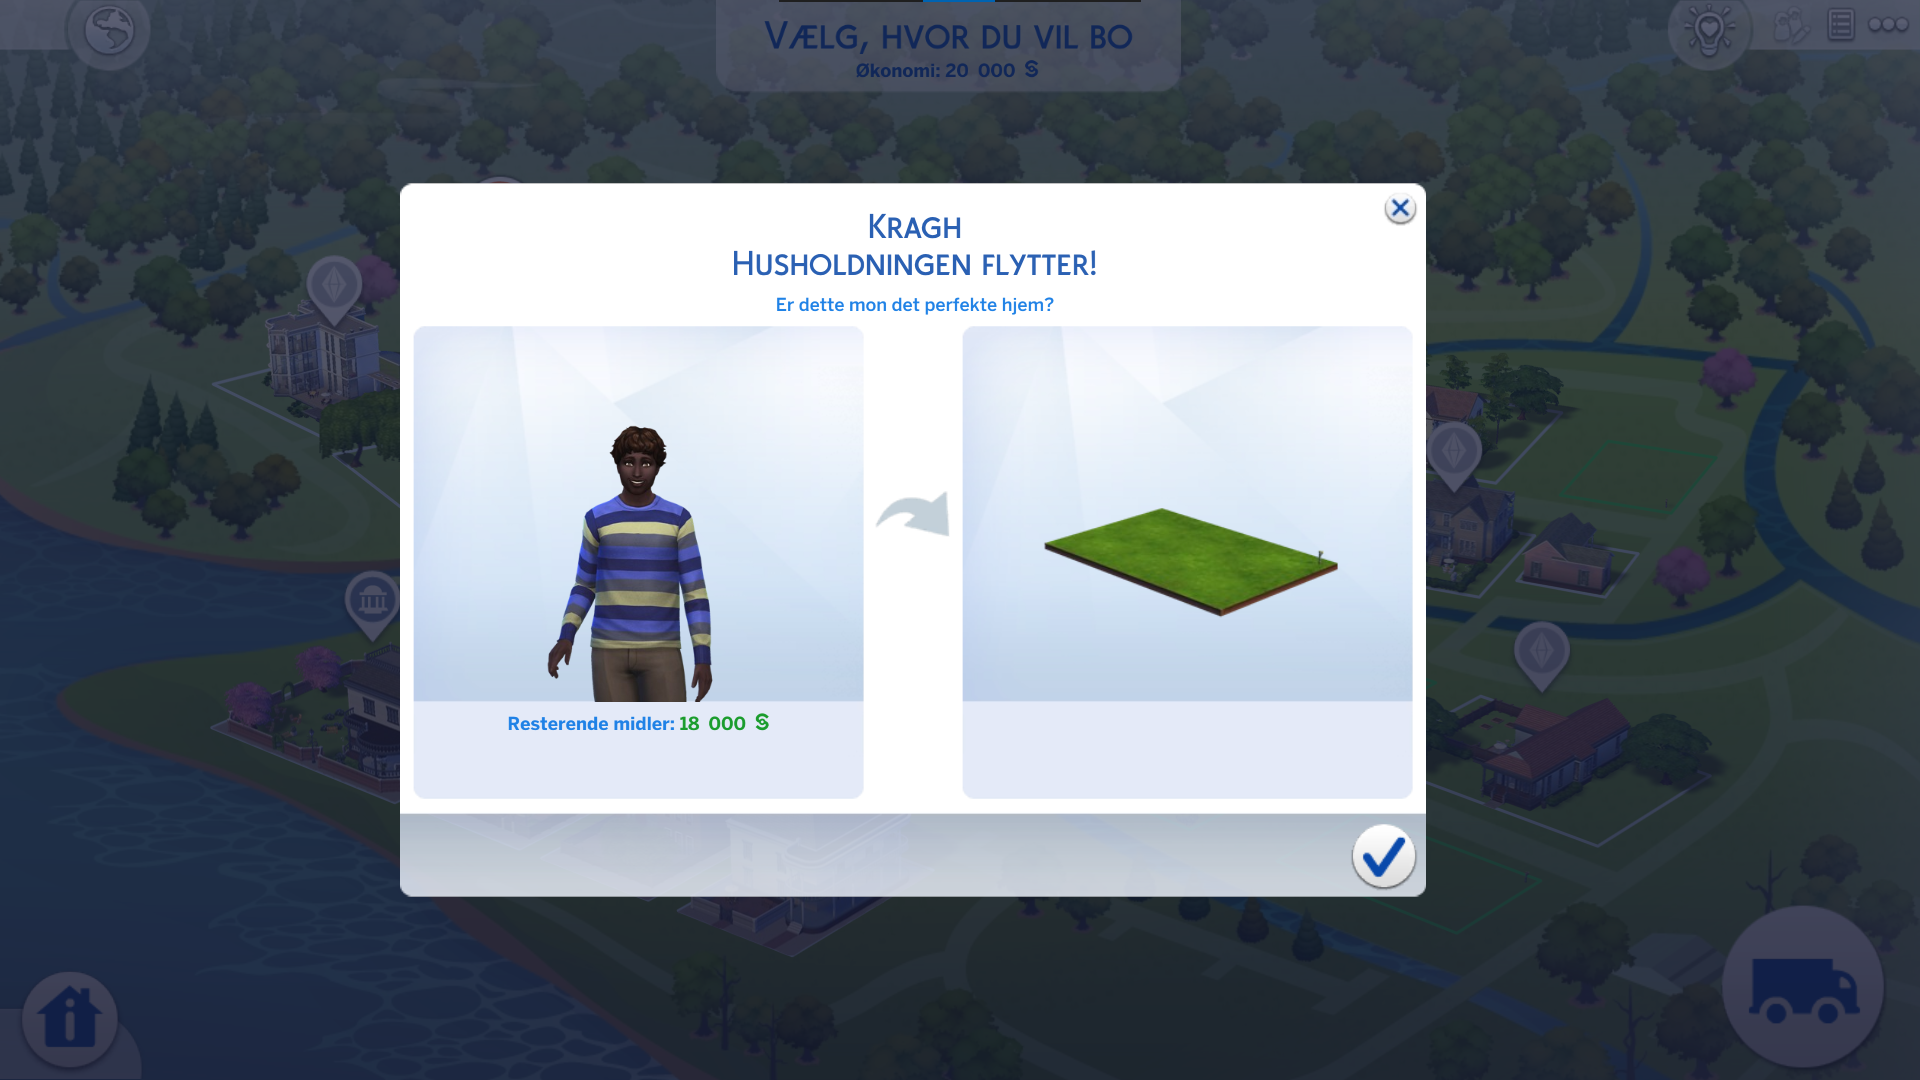 VÆLG, HVOR DU VIL BO
Økonomi: 20 000 §
KRAGH
HUSHOLDNINGEN FLYTTER!
Er dette mon det perfekte hjem?
Resterende midler: 18 000 §